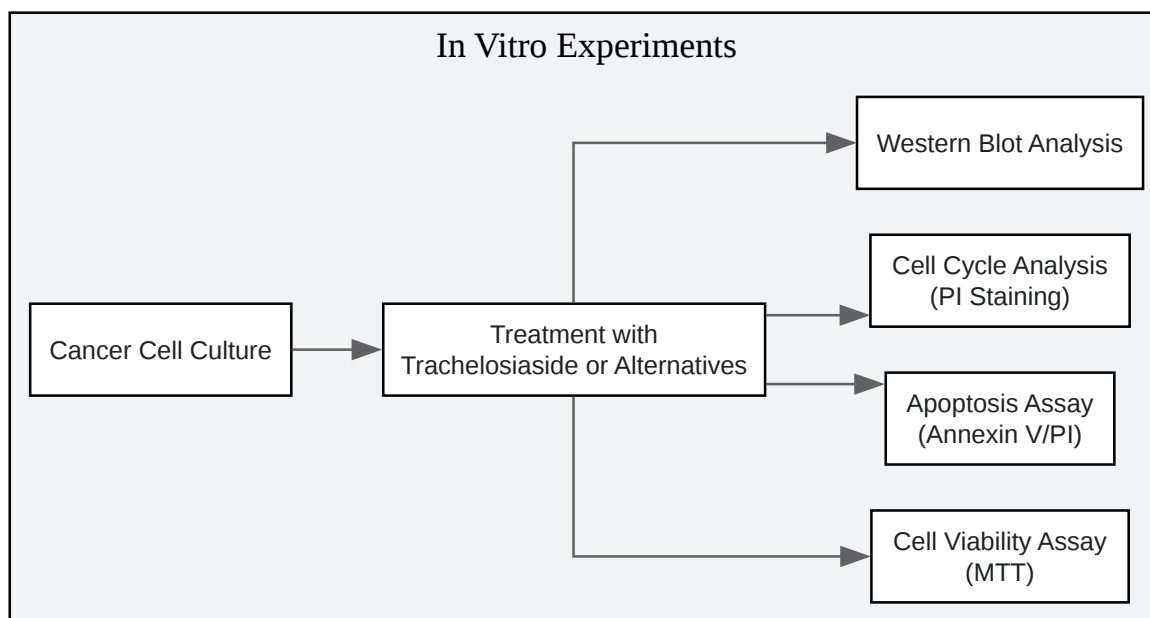 In Vitro Experiments
Western Blot Analysis
Cell Cycle Analysis
(PI Staining)
Cancer Cell Culture
Treatment with
Trachelosiaside or Alternatives
Apoptosis Assay
(Annexin V/PI)
Cell Viability Assay
(MTT)